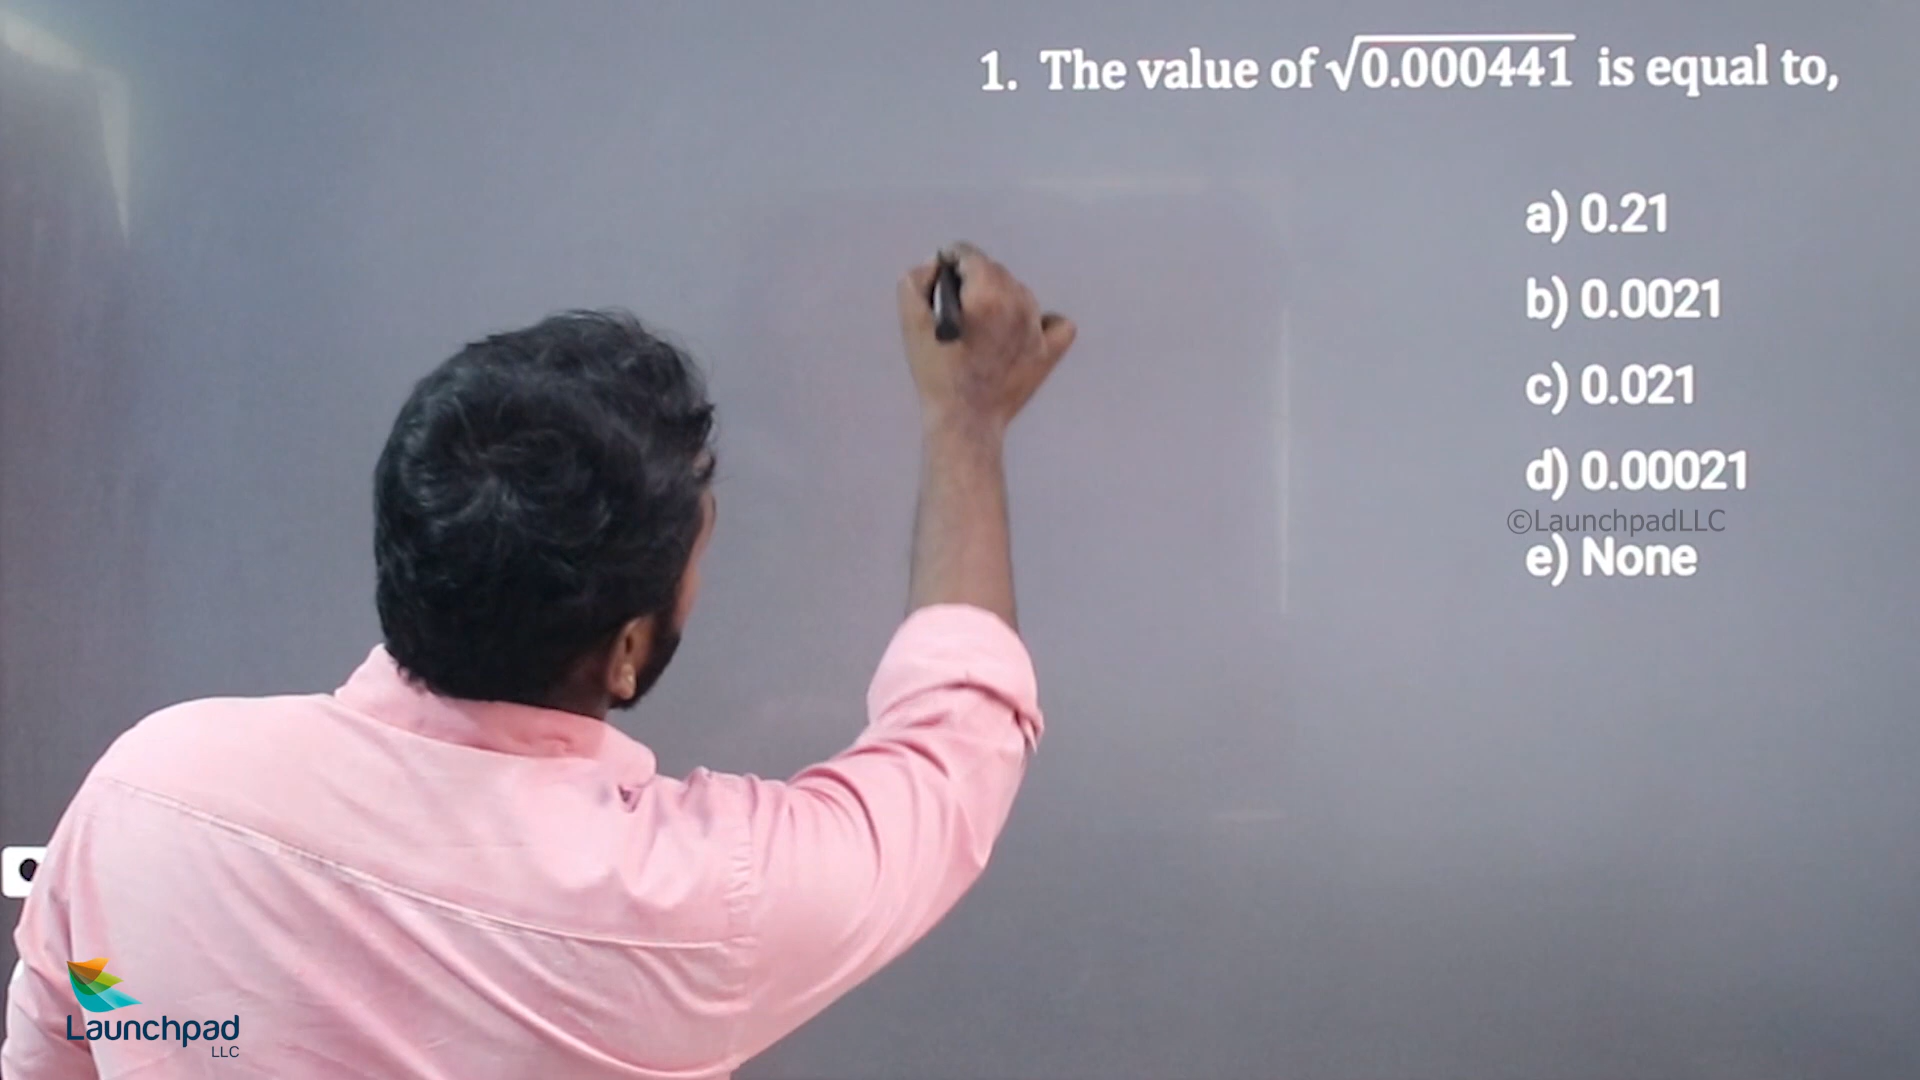 1. The value of √0.000441 is equal to,
a) 0.21
b) 0.0021
c) 0.021
d) 0.00021
©LaunchpadLLC
e) None
Launchpad
LLC